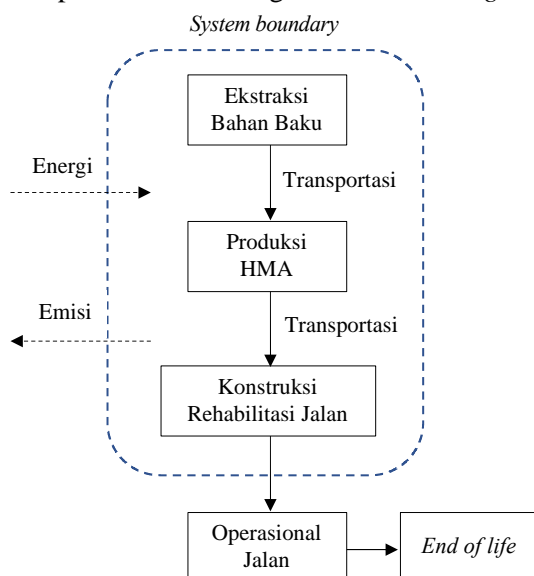 System boundary
Ekstraksi
Bahan Baku
Energi
Transportasi
Produksi
HMA
Emisi
Transportasi
Konstruksi
Rehabilitasi Jalan
Operasional
Jalan
End of life